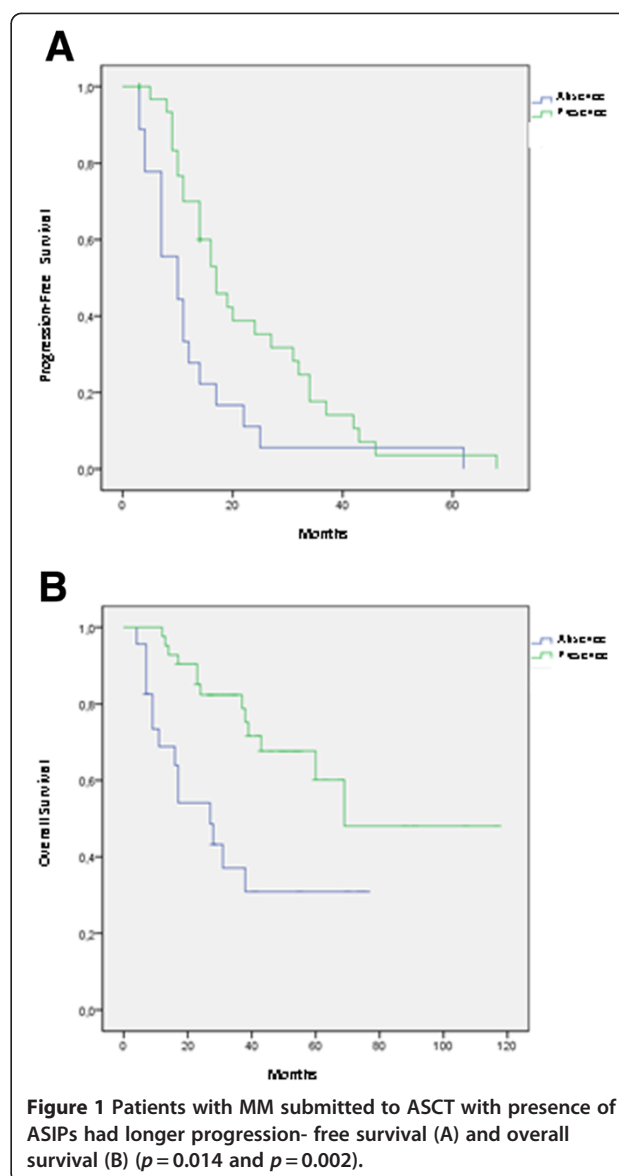 A
1,0
0,8
0,6
0,4
0,2
0,0
Progression-Free Survival
0 20 40 60
Months
Absence
Presence
B
1,0
0,8
0,6
0,4
0,2
0,0
Overall Survival
0 20 40 60 80 100 120
Months
Absence
Presence
Figure 1 Patients with MM submitted to ASCT with presence of
ASIPs had longer progression- free survival (A) and overall
survival (B) (p = 0.014 and p = 0.002).